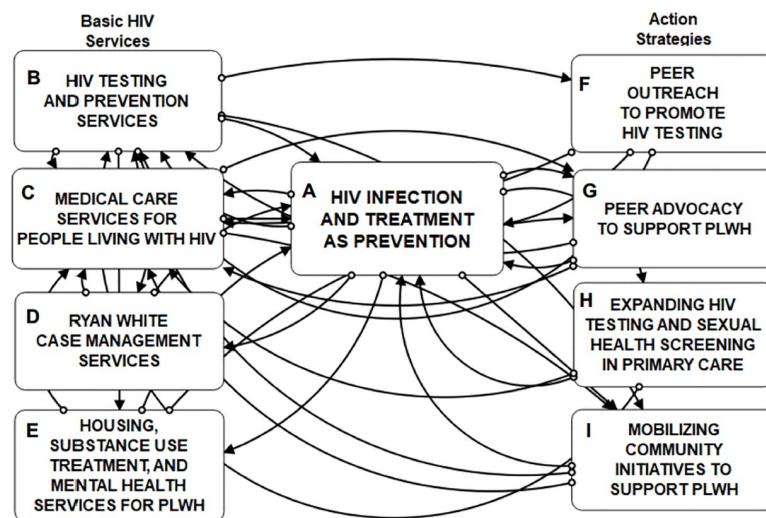 Basic HIV
Services
Action
Strategies
B
HIV TESTING
AND PREVENTION
SERVICES
C
MEDICAL CARE
SERVICES FOR
PEOPLE LIVING WITH HIV
D
RYAN WHITE
CASE MANAGEMENT
SERVICES
E
HOUSING,
SUBSTANCE USE
TREATMENT, AND
MENTAL HEALTH
SERVICES FOR PLWH
A
HIV INFECTION
AND TREATMENT
AS PREVENTION
F
PEER
OUTREACH
TO PROMOTE
HIV TESTING
G
PEER ADVOCACY
TO SUPPORT PLWH
H
EXPANDING HIV
TESTING AND SEXUAL
HEALTH SCREENING
IN PRIMARY CARE
I
MOBILIZING
COMMUNITY
INITIATIVES TO
SUPPORT PLWH